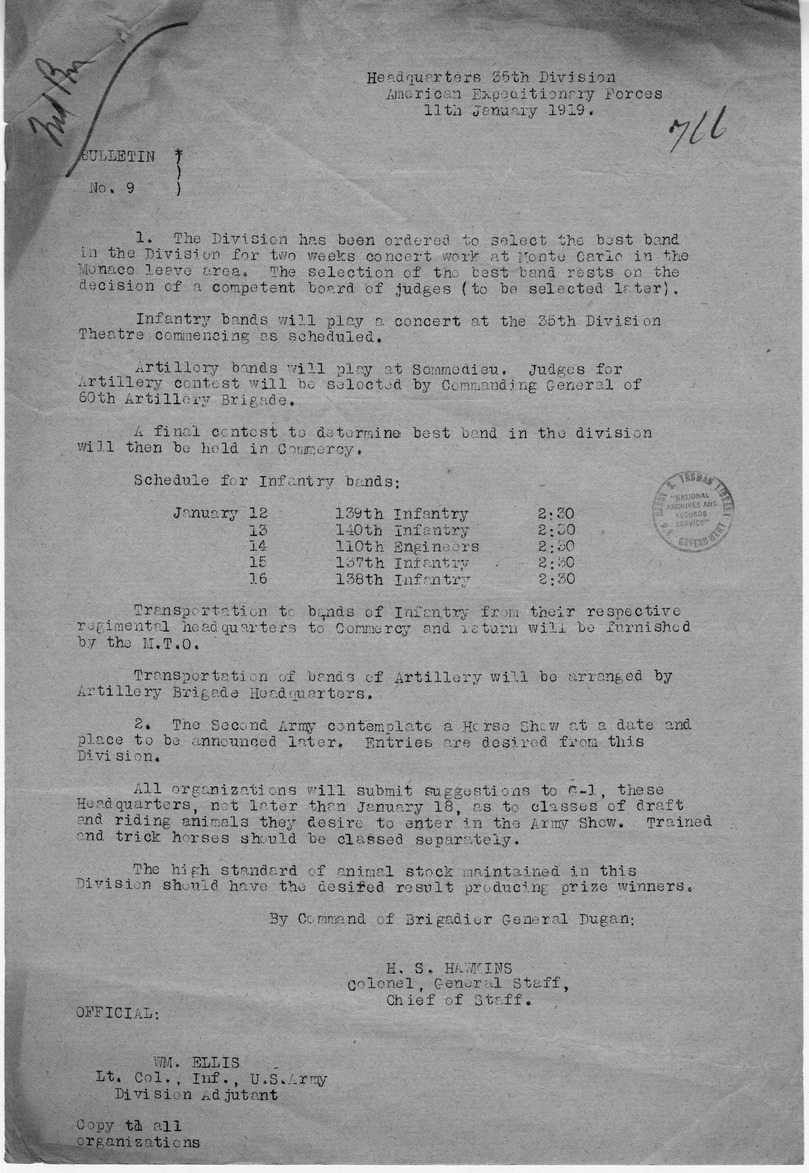 2nd Bn
Headquarters 35th Division
American Expeditionary Forces
11th January 1919.
766
BULLETIN )
)
No. 9 )
1. The Division has been ordered to select the best band
in the Division for two weeks concert work at Monte Carlo in the
Monaco leave area. The selection of the best band rests on the
decision of a competent board of judges (to be selected later).
Infantry bands will play a concert at the 35th Division
Theatre commencing as scheduled.
Artillery bands will play at Sommedieu. Judges for
Artillery contest will be selected by Commanding General of
60th Artillery Brigade.
A final contest to determine best band in the division
will then be held in Commercy.
Schedule for Infantry bands:
January 12 139th Infantry 2:30
13 140th Infantry 2:30
14 110th Engineers 2:30
15 137th Infantry 2:30
16 138th Infantry 2:30
HARRY S. TRUMAN LIBRARY
"NATIONAL
ARCHIVES AND
RECORDS
SERVICE"
U.S. GOVERNMENT
Transportation to bands of Infantry from their respective
regimental headquarters to Commercy and return will be furnished
by the M.T.O.
Transportation of bands of Artillery will be arranged by
Artillery Brigade Headquarters.
2. The Second Army contemplate a Horse Show at a date and
place to be announced later. Entries are desired from this
Division.
All organizations will submit suggestions to G-1, these
Headquarters, not later than January 18, as to classes of draft
and riding animals they desire to enter in the Army Show. Trained
and trick horses should be classed separately.
The high standard of animal stock maintained in this
Division should have the desired result producing prize winners.
By Command of Brigadier General Dugan:
H. S. HAWKINS
Colonel, General Staff,
Chief of Staff.
OFFICIAL:
WM. ELLIS
Lt. Col., Inf., U.S.Army
Division Adjutant
Copy to all
organizations